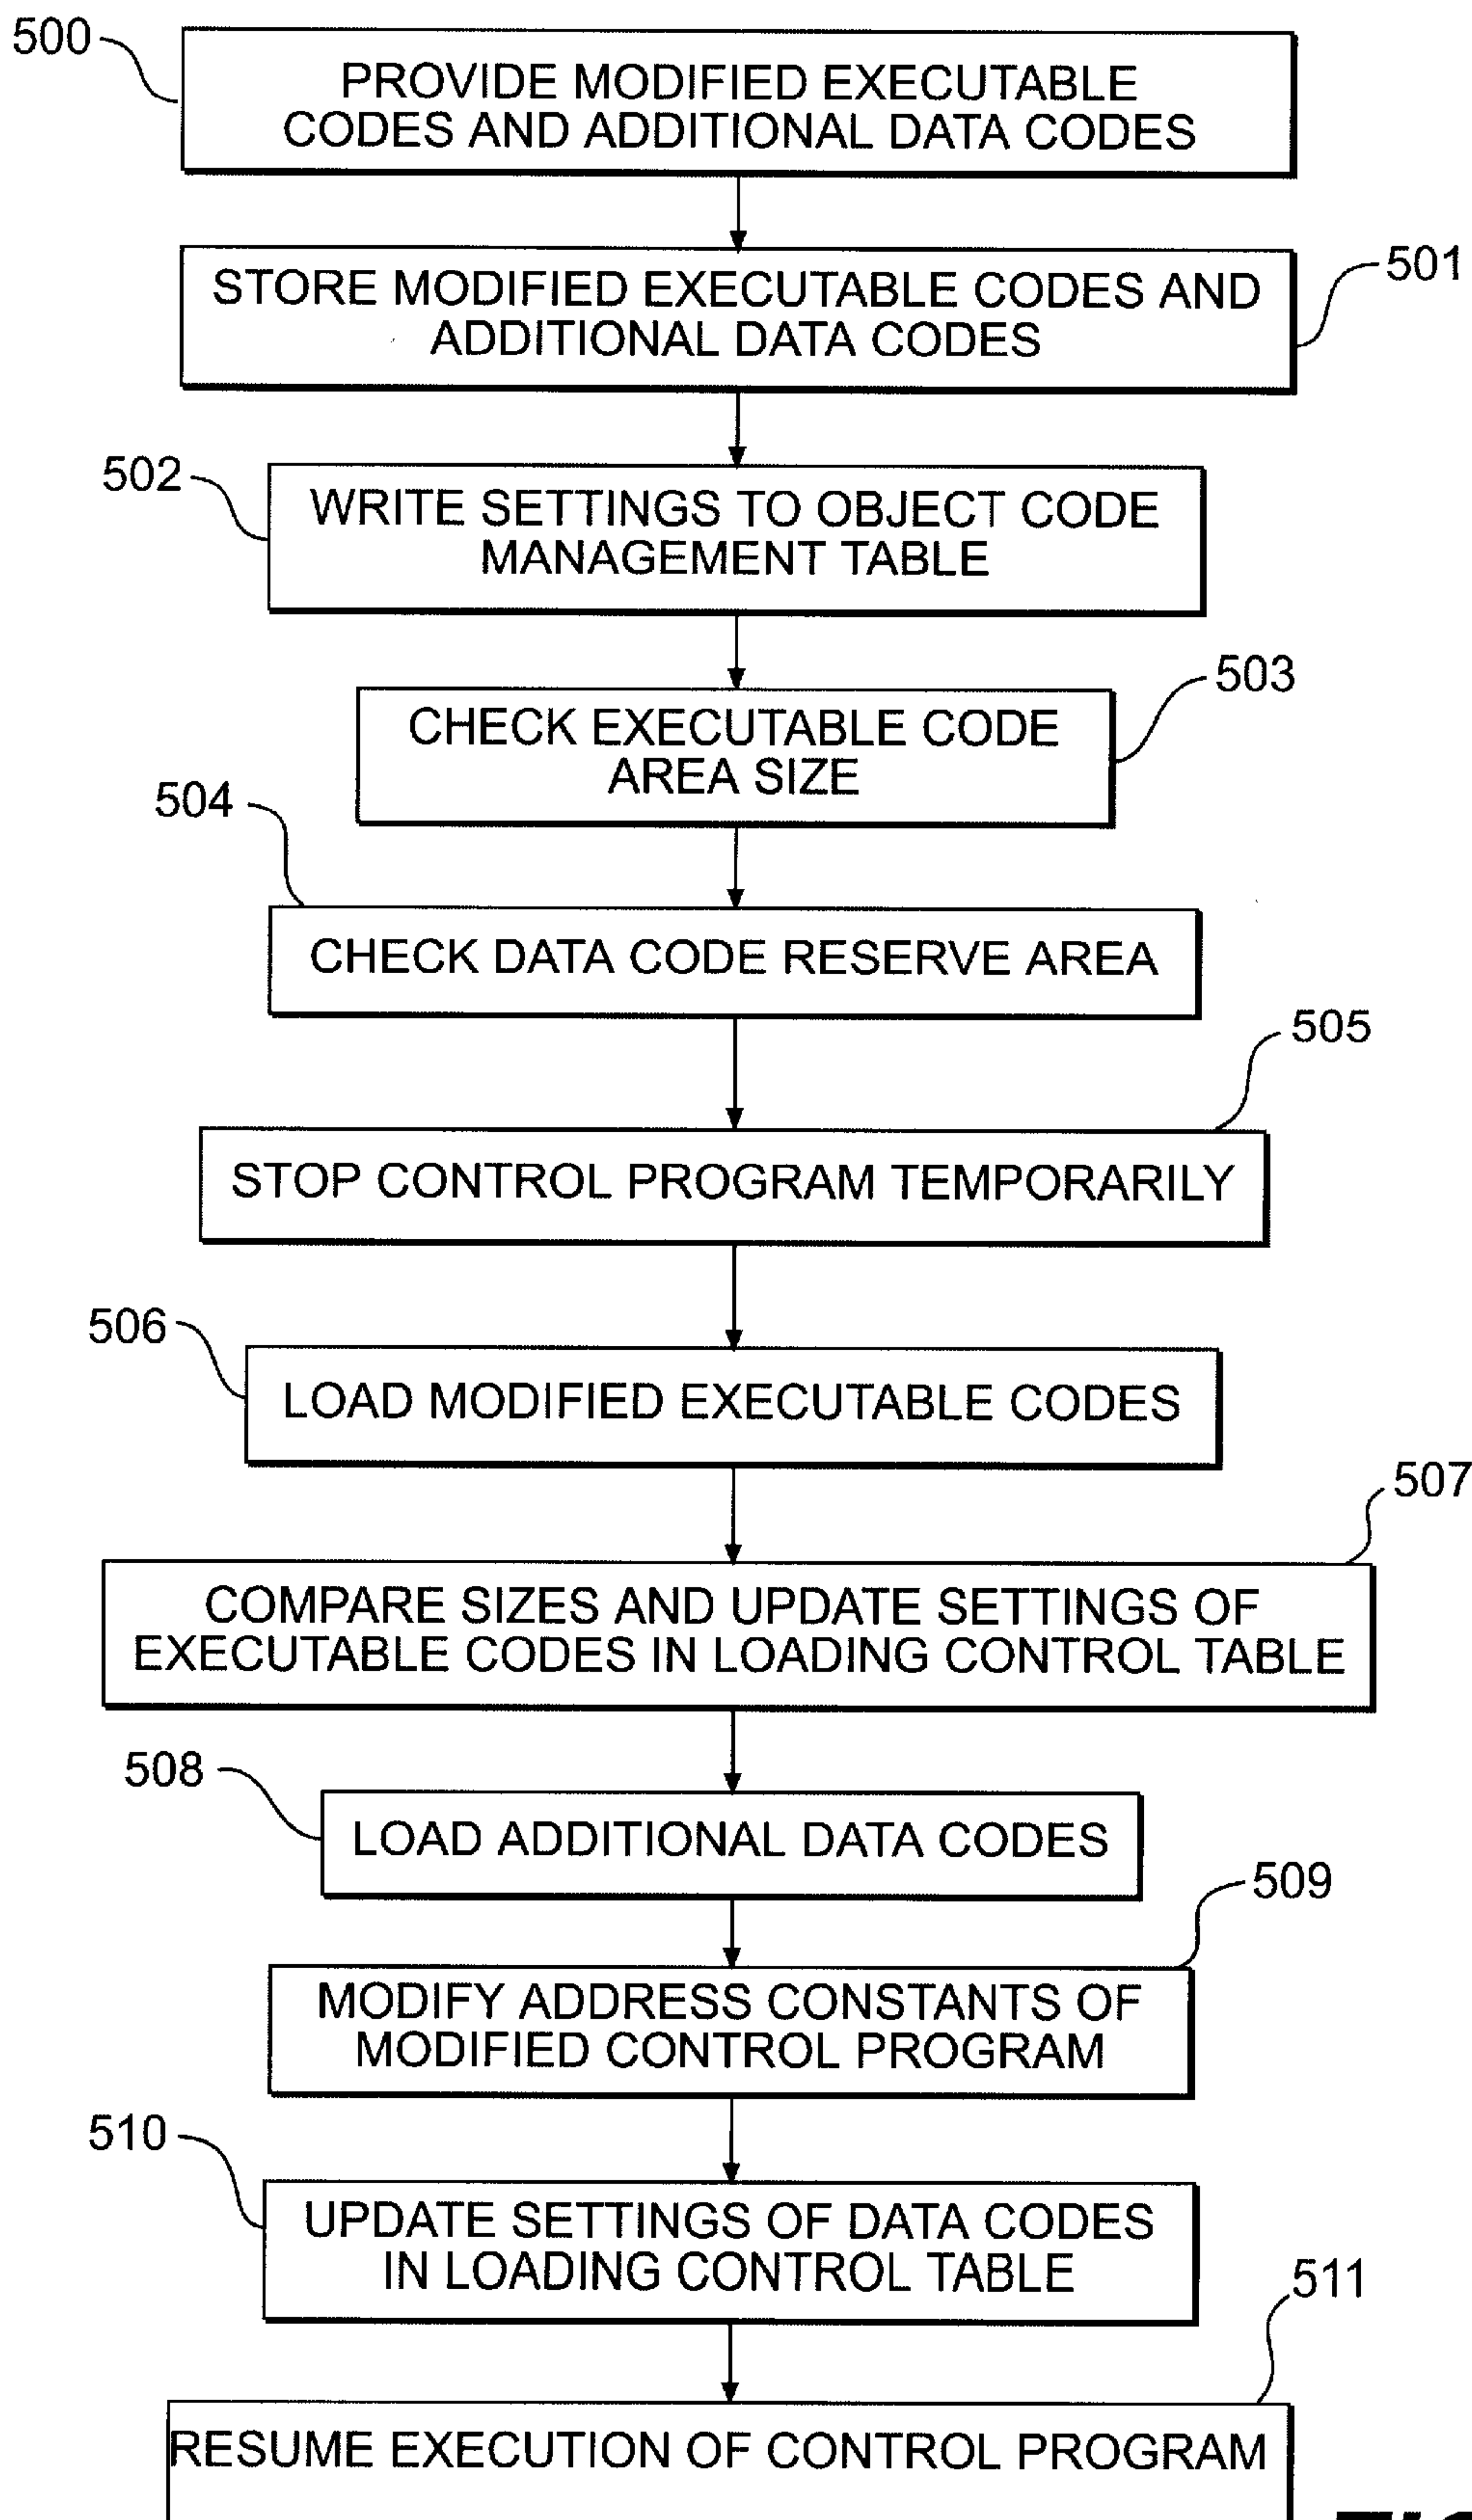 500
PROVIDE MODIFIED EXECUTABLE
CODES AND ADDITIONAL DATA CODES
501
STORE MODIFIED EXECUTABLE CODES AND
ADDITIONAL DATA CODES
502
WRITE SETTINGS TO OBJECT CODE
MANAGEMENT TABLE
503
CHECK EXECUTABLE CODE
AREA SIZE
504
CHECK DATA CODE RESERVE AREA
505
STOP CONTROL PROGRAM TEMPORARILY
506
LOAD MODIFIED EXECUTABLE CODES
507
COMPARE SIZES AND UPDATE SETTINGS OF
EXECUTABLE CODES IN LOADING CONTROL TABLE
508
LOAD ADDITIONAL DATA CODES
509
MODIFY ADDRESS CONSTANTS OF
MODIFIED CONTROL PROGRAM
510
UPDATE SETTINGS OF DATA CODES
IN LOADING CONTROL TABLE
511
RESUME EXECUTION OF CONTROL PROGRAM